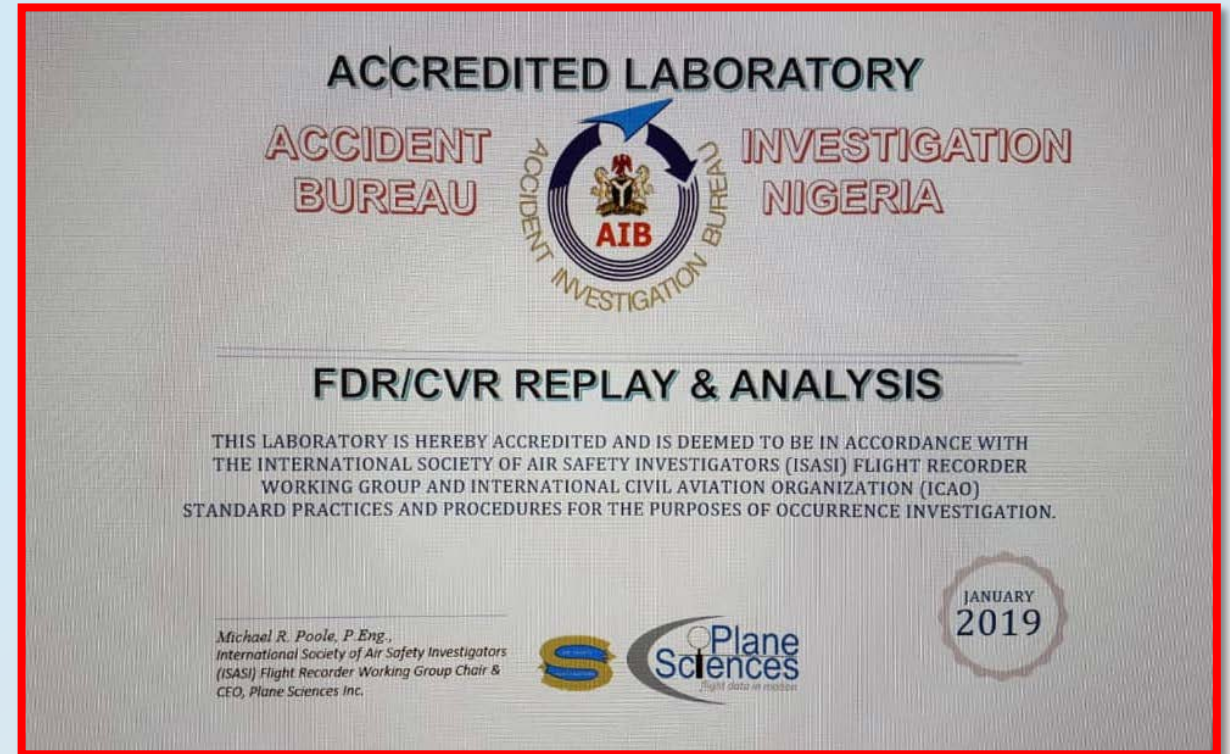 ACCREDITED LABORATORY
ACCIDENT INVESTIGATION
BUREAU NIGERIA
ACCIDENT INVESTIGATION BUREAU
AIB
FDR/CVR REPLAY & ANALYSIS
THIS LABORATORY IS HEREBY ACCREDITED AND IS DEEMED TO BE IN ACCORDANCE WITH
THE INTERNATIONAL SOCIETY OF AIR SAFETY INVESTIGATORS (ISASI) FLIGHT RECORDER
WORKING GROUP AND INTERNATIONAL CIVIL AVIATION ORGANIZATION (ICAO)
STANDARD PRACTICES AND PROCEDURES FOR THE PURPOSES OF OCCURRENCE INVESTIGATION.
Michael R. Poole, P.Eng.,
International Society of Air Safety Investigators
(ISASI) Flight Recorder Working Group Chair &
CEO, Plane Sciences Inc.
Plane
Sciences
flight data in motion
JANUARY
2019